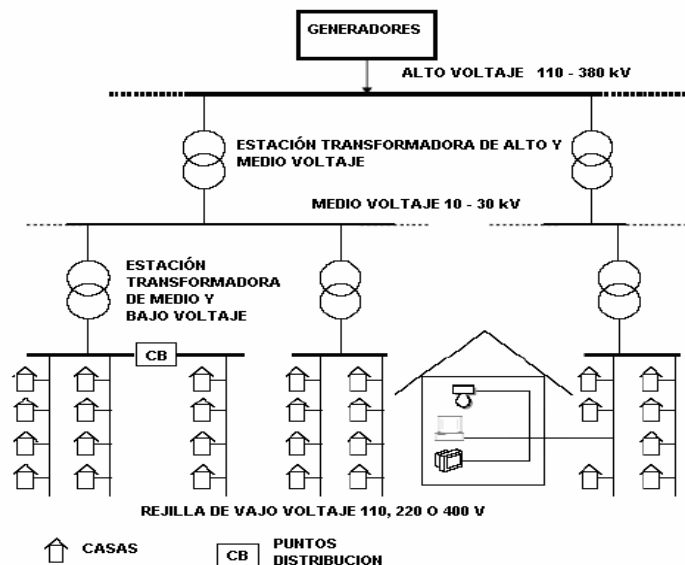 GENERADORES
ALTO VOLTAJE 110 - 380 kV
ESTACIÓN TRANSFORMADORA DE ALTO Y
MEDIO VOLTAJE
MEDIO VOLTAJE 10 - 30 kV
ESTACIÓN
TRANSFORMADORA
DE MEDIO Y
BAJO VOLTAJE
CB
REJILLA DE VAJO VOLTAJE 110, 220 O 400 V
CASAS
CB
PUNTOS
DISTRIBUCION